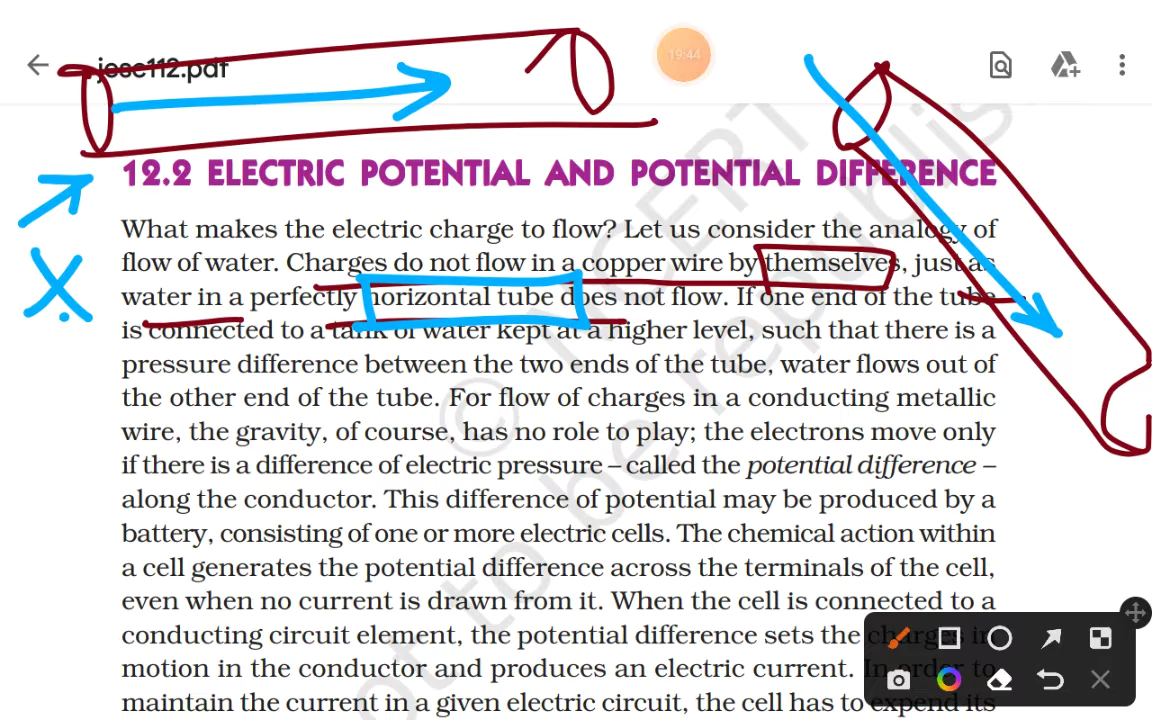 jesc112.pdf
19:44
12.2 ELECTRIC POTENTIAL AND POTENTIAL DIFFERENCE
What makes the electric charge to flow? Let us consider the analogy of
flow of water. Charges do not flow in a copper wire by themselves, just as
water in a perfectly horizontal tube does not flow. If one end of the tube
is connected to a tank of water kept at a higher level, such that there is a
pressure difference between the two ends of the tube, water flows out of
the other end of the tube. For flow of charges in a conducting metallic
wire, the gravity, of course, has no role to play; the electrons move only
if there is a difference of electric pressure – called the potential difference –
along the conductor. This difference of potential may be produced by a
battery, consisting of one or more electric cells. The chemical action within
a cell generates the potential difference across the terminals of the cell,
even when no current is drawn from it. When the cell is connected to a
conducting circuit element, the potential difference sets the charges in
motion in the conductor and produces an electric current. In order to
maintain the current in a given electric circuit, the cell has to expend its
© NCERT
not to be republis